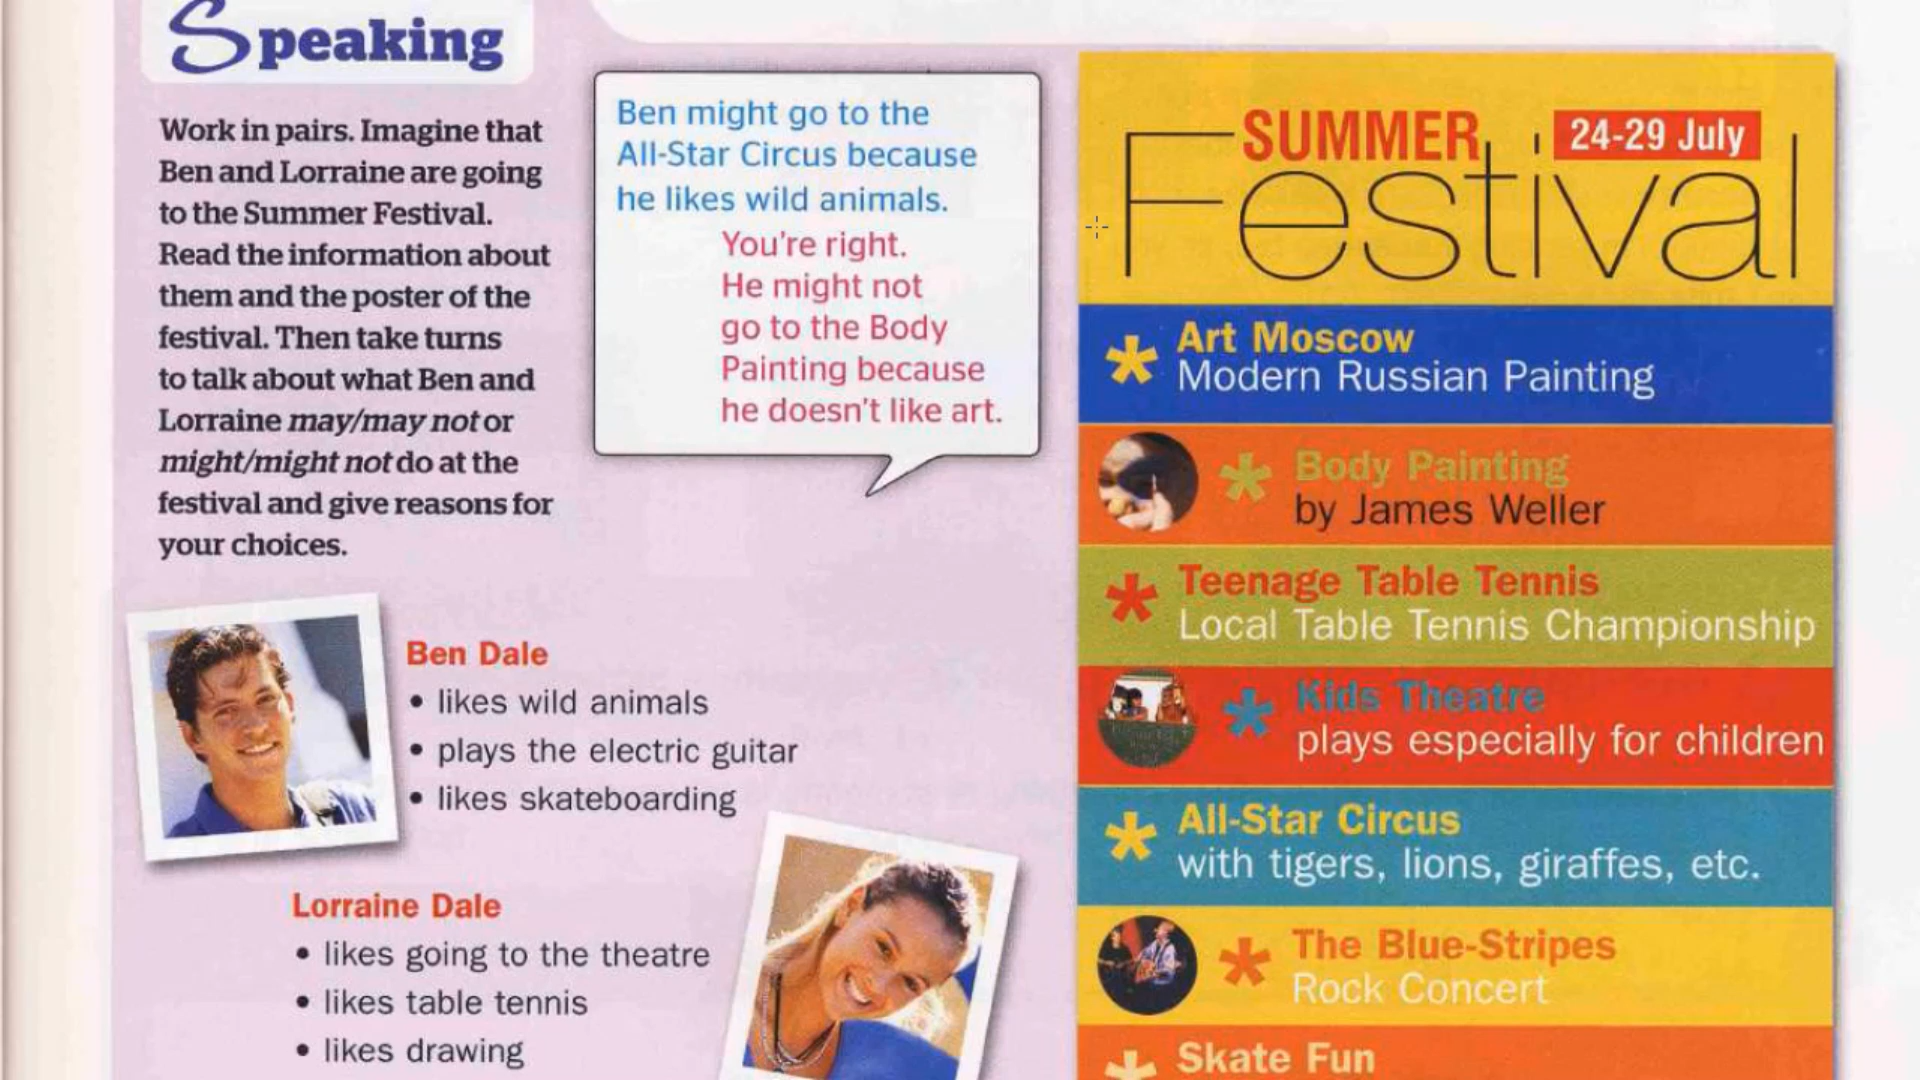 Speaking
Work in pairs. Imagine that
Ben and Lorraine are going
to the Summer Festival.
Read the information about
them and the poster of the
festival. Then take turns
to talk about what Ben and
Lorraine may/may not or
might/might not do at the
festival and give reasons for
your choices.
Ben might go to the
All-Star Circus because
he likes wild animals.
You're right.
He might not
go to the Body
Painting because
he doesn't like art.
Ben Dale
• likes wild animals
• plays the electric guitar
• likes skateboarding
Lorraine Dale
• likes going to the theatre
• likes table tennis
• likes drawing
SUMMER
24-29 July
Festival
* Art Moscow
Modern Russian Painting
* Body Painting
by James Weller
* Teenage Table Tennis
Local Table Tennis Championship
* Kids Theatre
plays especially for children
* All-Star Circus
with tigers, lions, giraffes, etc.
* The Blue-Stripes
Rock Concert
* Skate Fun